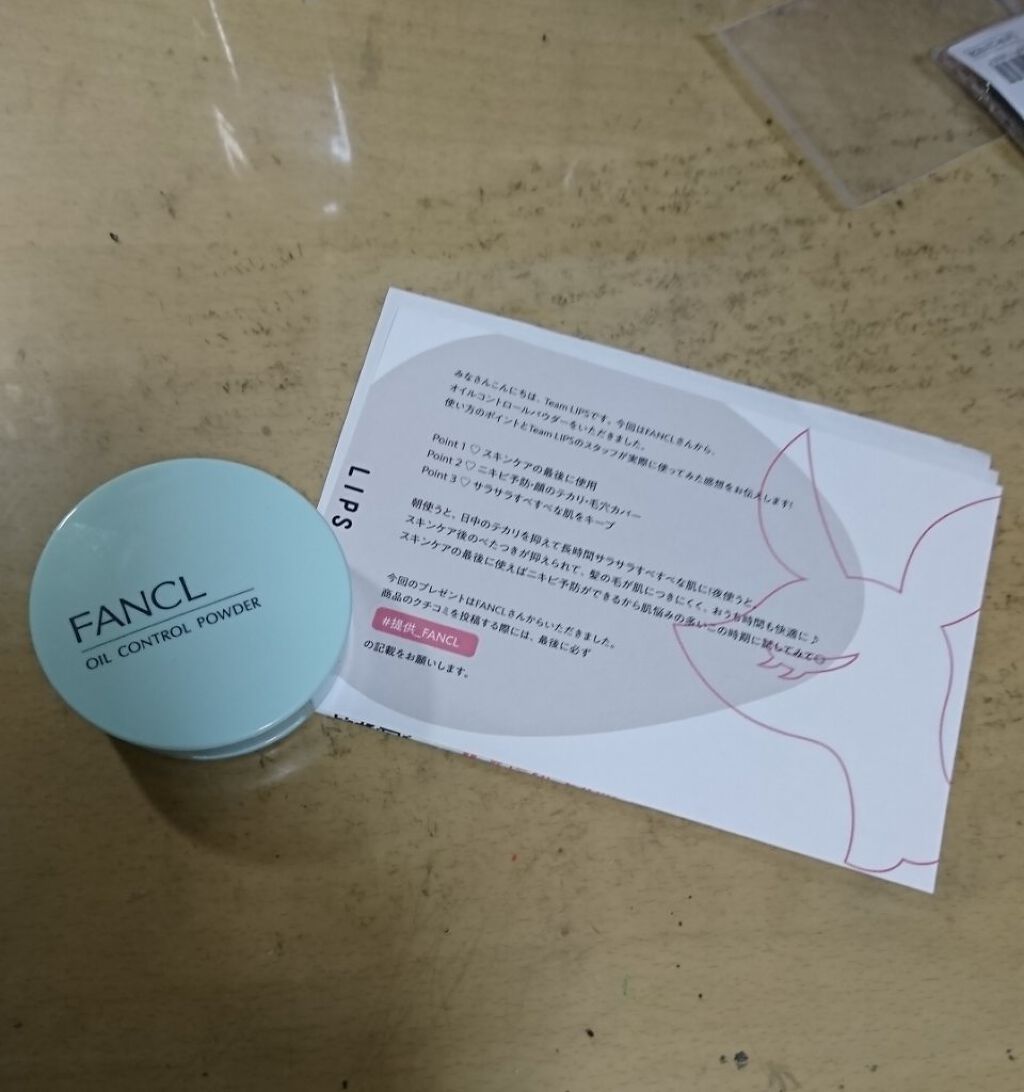 FANCL
OIL CONTROL POWDER
LIPS
みなさんこんにちは、Team LIPSです。今回はFANCLさんから、
オイルコントロールパウダーをいただきました。
使い方のポイントとTeam LIPSのスタッフが実際に使ってみた感想をお伝えします!
Point 1 ♡ スキンケアの最後に使用
Point 2 ♡ ニキビ予防・顔のテカリ・毛穴カバー
Point 3 ♡ サラサラすべすべな肌をキープ
朝使うと、日中のテカリを抑えて長時間サラサラすべすべな肌に!夜使うと、
スキンケア後のべたつきが抑えられて、髪の毛が肌につきにくく、おうち時間も快適に♪
スキンケアの最後に使えばニキビ予防ができるから肌悩みの多いこの時期に試してみて♡
今回のプレゼントはFANCLさんからいただきました。
商品のクチコミを投稿する際には、最後に必ず
#提供_FANCL
の記載をお願いします。